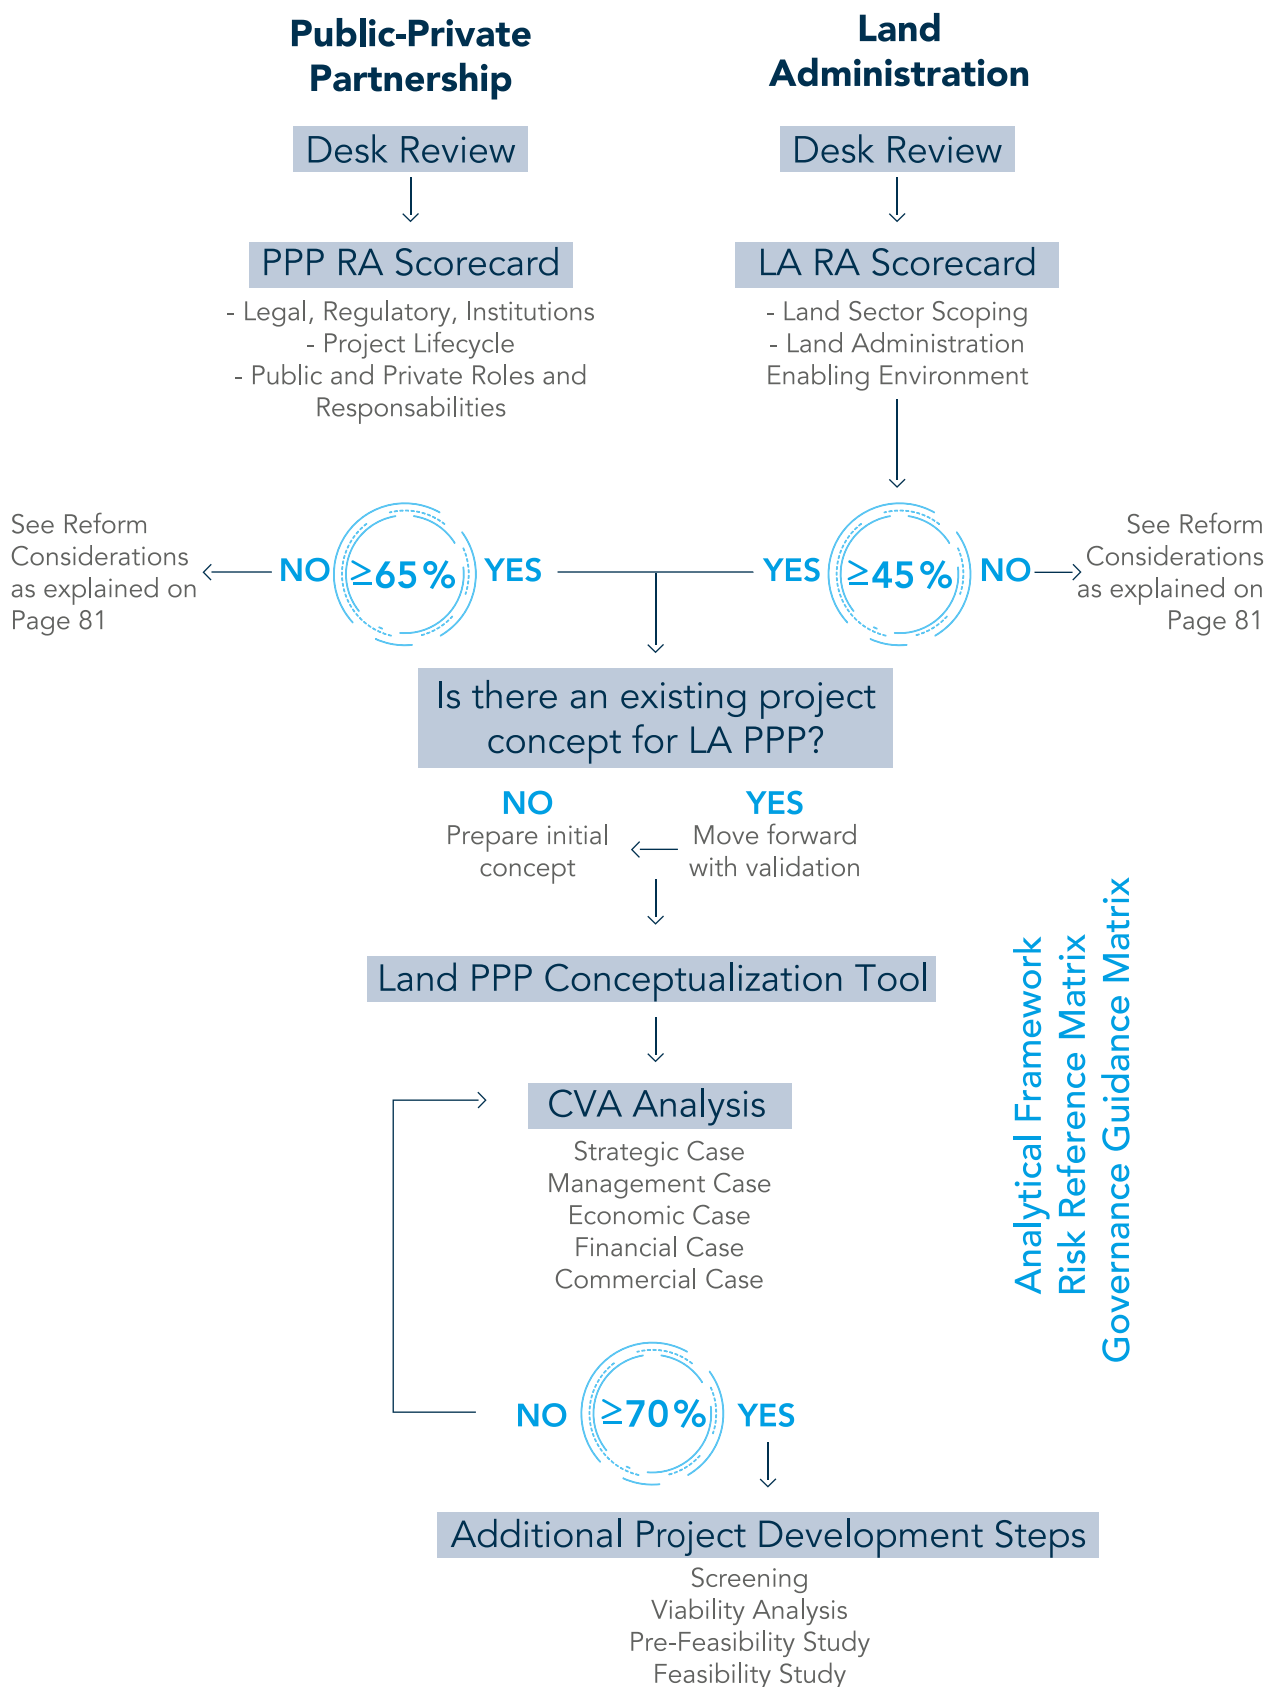 Public-Private
Partnership
Land
Administration
Desk Review
Desk Review
PPP RA Scorecard
- Legal, Regulatory, Institutions
- Project Lifecycle
- Public and Private Roles and
Responsabilities
LA RA Scorecard
- Land Sector Scoping
- Land Administration
Enabling Environment
See Reform
Considerations
as explained on
Page 81
NO ≥65% YES
YES ≥45% NO
See Reform
Considerations
as explained on
Page 81
Is there an existing project
concept for LA PPP?
NO
Prepare initial
concept
YES
Move forward
with validation
Land PPP Conceptualization Tool
CVA Analysis
Strategic Case
Management Case
Economic Case
Financial Case
Commercial Case
Analytical Framework
Risk Reference Matrix
Governance Guidance Matrix
NO ≥70% YES
Additional Project Development Steps
Screening
Viability Analysis
Pre-Feasibility Study
Feasibility Study